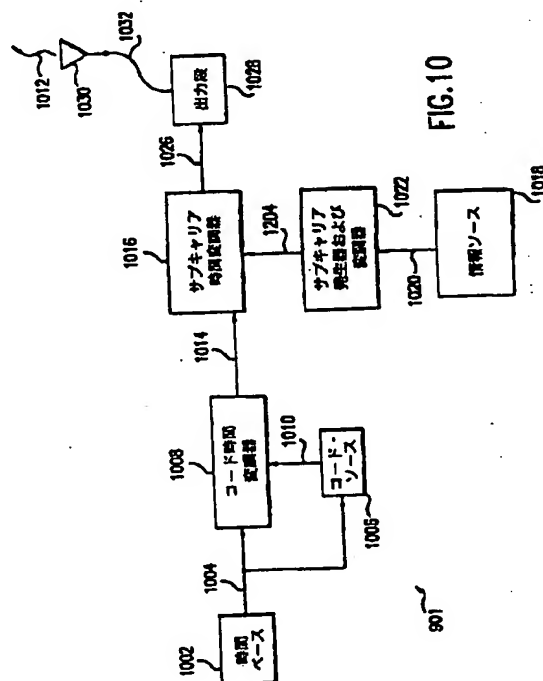 1002
時間
ベース
1004
1008
コード時間
変調器
1010
コード・
ソース
1006
1014
1016
サブキャリア
時間変調器
1026
出力段
1028
1032
1030
1012
1204
サブキャリア
発生器および
変調器
1022
1020
情報ソース
1018
901
FIG.10